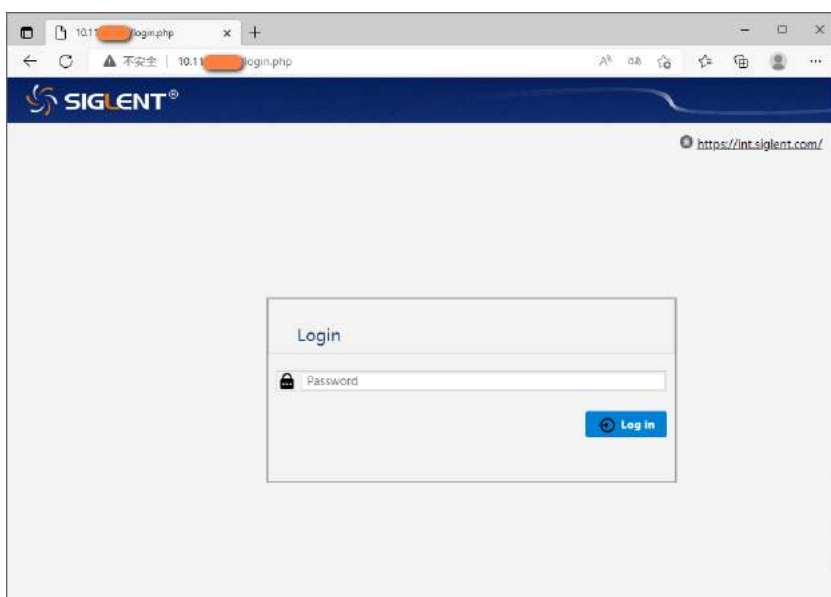 10.11 login.php
不安全 | 10.11 login.php
SIGLENT®
https://int.siglent.com/
Login
Password
Log in